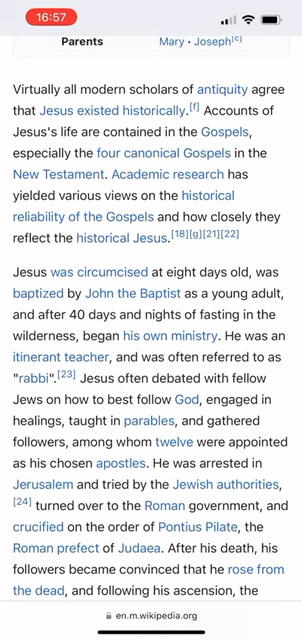 16:57
Parents Mary · Joseph[c]
Virtually all modern scholars of antiquity agree
that Jesus existed historically.[f] Accounts of
Jesus's life are contained in the Gospels,
especially the four canonical Gospels in the
New Testament. Academic research has
yielded various views on the historical
reliability of the Gospels and how closely they
reflect the historical Jesus.[18][g][21][22]
Jesus was circumcised at eight days old, was
baptized by John the Baptist as a young adult,
and after 40 days and nights of fasting in the
wilderness, began his own ministry. He was an
itinerant teacher, and was often referred to as
"rabbi".[23] Jesus often debated with fellow
Jews on how to best follow God, engaged in
healings, taught in parables, and gathered
followers, among whom twelve were appointed
as his chosen apostles. He was arrested in
Jerusalem and tried by the Jewish authorities,
[24] turned over to the Roman government, and
crucified on the order of Pontius Pilate, the
Roman prefect of Judaea. After his death, his
followers became convinced that he rose from
the dead, and following his ascension, the
en.m.wikipedia.org